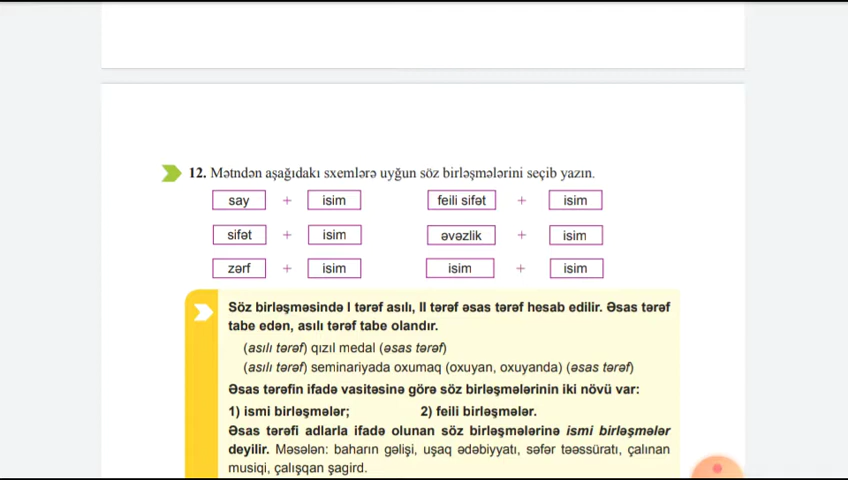 12. Mətndən aşağıdakı sxemlərə uyğun söz birləşmələrini seçib yazın.
say + isim feili sifət + isim
sifət + isim əvəzlik + isim
zərf + isim isim + isim
Söz birləşməsində I tərəf asılı, II tərəf əsas tərəf hesab edilir. Əsas tərəf
tabe edən, asılı tərəf tabe olandır.
(asılı tərəf) qızıl medal (əsas tərəf)
(asılı tərəf) seminariyada oxumaq (oxuyan, oxuyanda) (əsas tərəf)
Əsas tərəfin ifadə vasitəsinə görə söz birləşmələrinin iki növü var:
1) ismi birləşmələr; 2) feili birləşmələr.
Əsas tərəfi adlarla ifadə olunan söz birləşmələrinə ismi birləşmələr
deyilir. Məsələn: baharın gəlişi, uşaq ədəbiyyatı, səfər təəssüratı, çalınan
musiqi, çalışqan şagird.